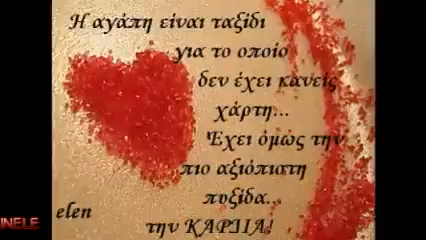 Η αγάπη είναι ταξίδι
για το οποίο
δεν έχει κανείς
χάρτη...
Έχει όμως την
πιο αξιόπιστη
πυξίδα...
την ΚΑΡΔΙΑ!
elen
INELE